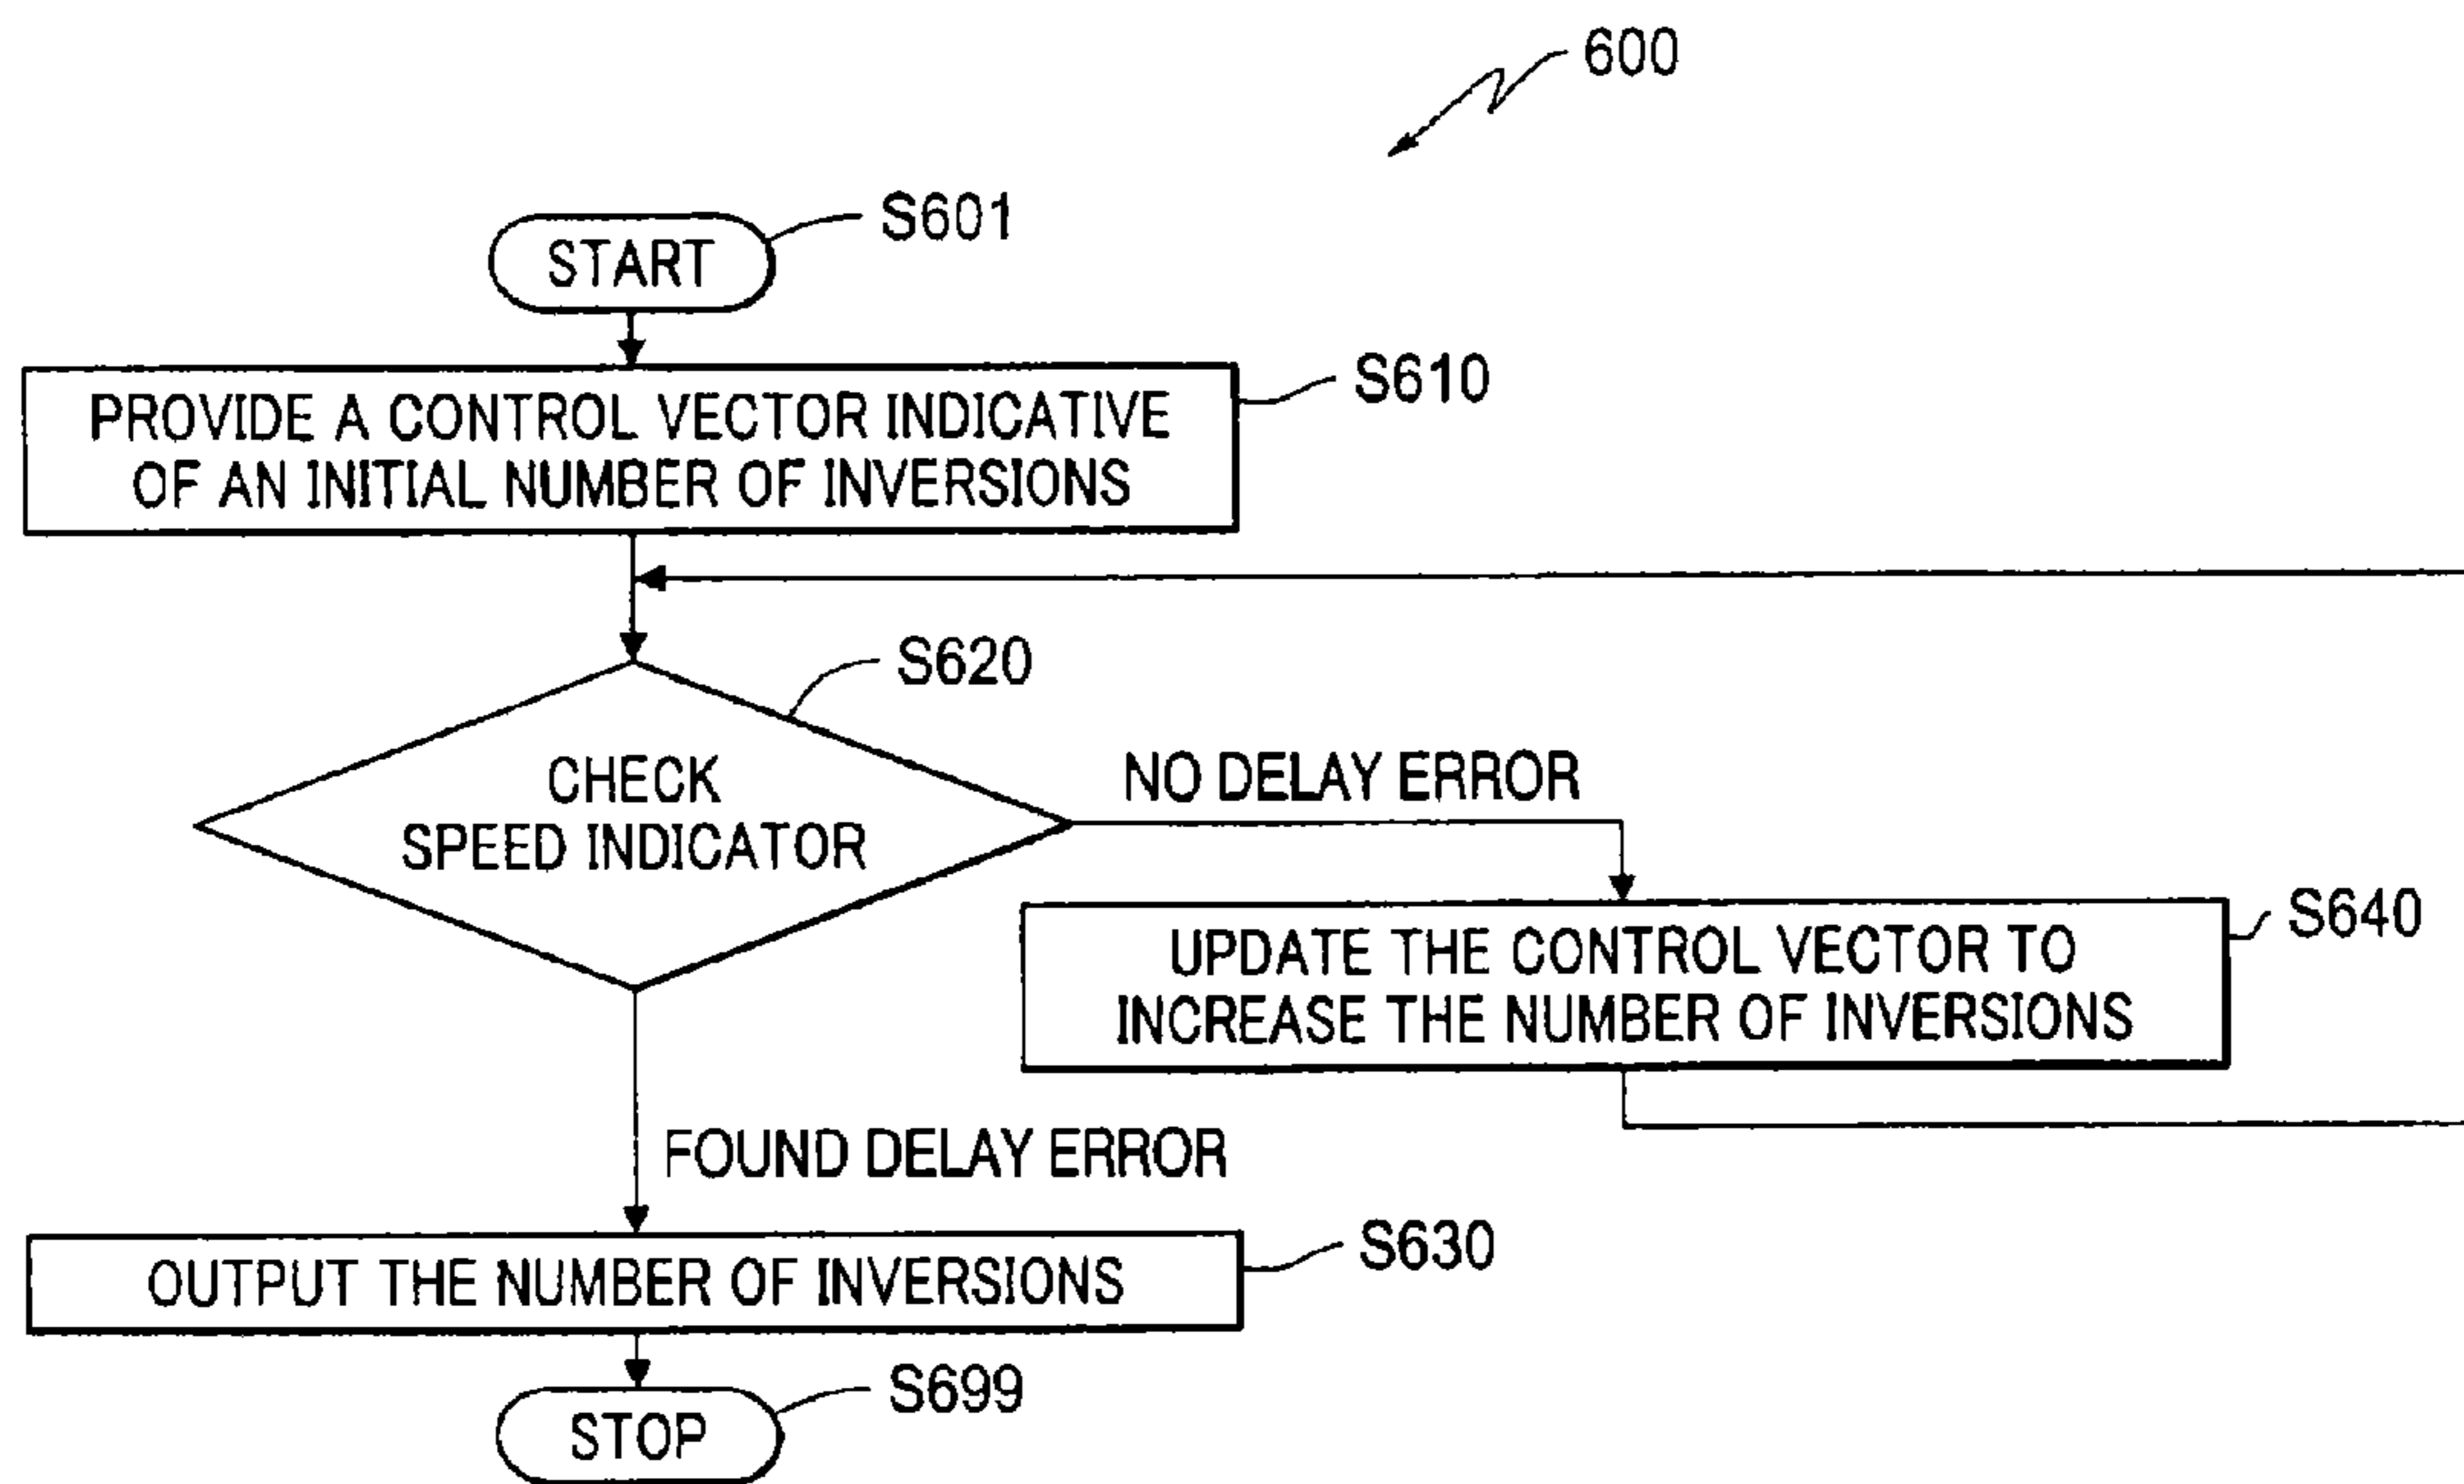 600
S601
START
S610
PROVIDE A CONTROL VECTOR INDICATIVE
OF AN INITIAL NUMBER OF INVERSIONS
S620
CHECK
SPEED INDICATOR
NO DELAY ERROR
S640
UPDATE THE CONTROL VECTOR TO
INCREASE THE NUMBER OF INVERSIONS
FOUND DELAY ERROR
S630
OUTPUT THE NUMBER OF INVERSIONS
S699
STOP